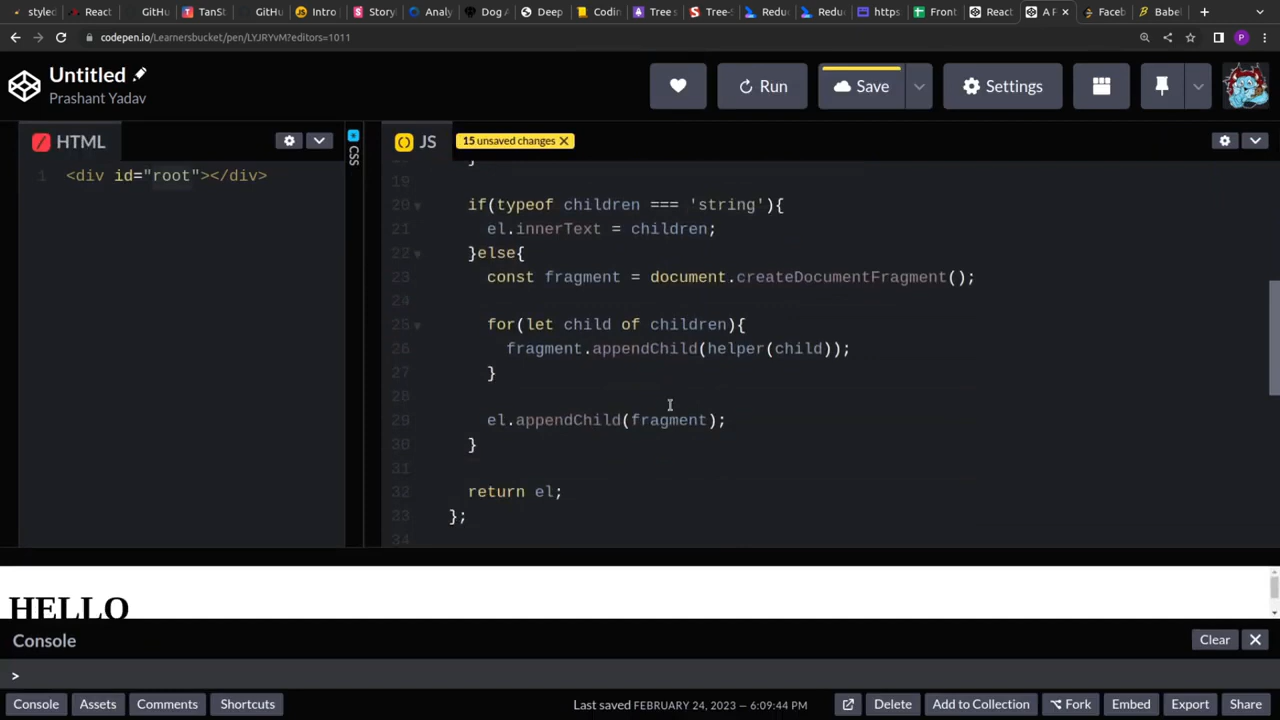 styled React GitHu TanSt GitHu Intro Storyl Analy Dog A Deep Codin Tree s Tree- Reduc Redu https Front React A P Faceb Babel
codepen.io/Learnersbucket/pen/LYJRYvM?editors=1011
Untitled
Prashant Yadav
Run Save Settings
HTML CSS JS 15 unsaved changes
1 <div id="root"></div>
19
20 if(typeof children === 'string'){
21 el.innerText = children;
22 }else{
23 const fragment = document.createDocumentFragment();
24
25 for(let child of children){
26 fragment.appendChild(helper(child));
27 }
28
29 el.appendChild(fragment);
30 }
31
32 return el;
33 };
34
HELLO
Console Clear
>
Console Assets Comments Shortcuts Last saved FEBRUARY 24, 2023 — 6:09:44 PM Delete Add to Collection Fork Embed Export Share